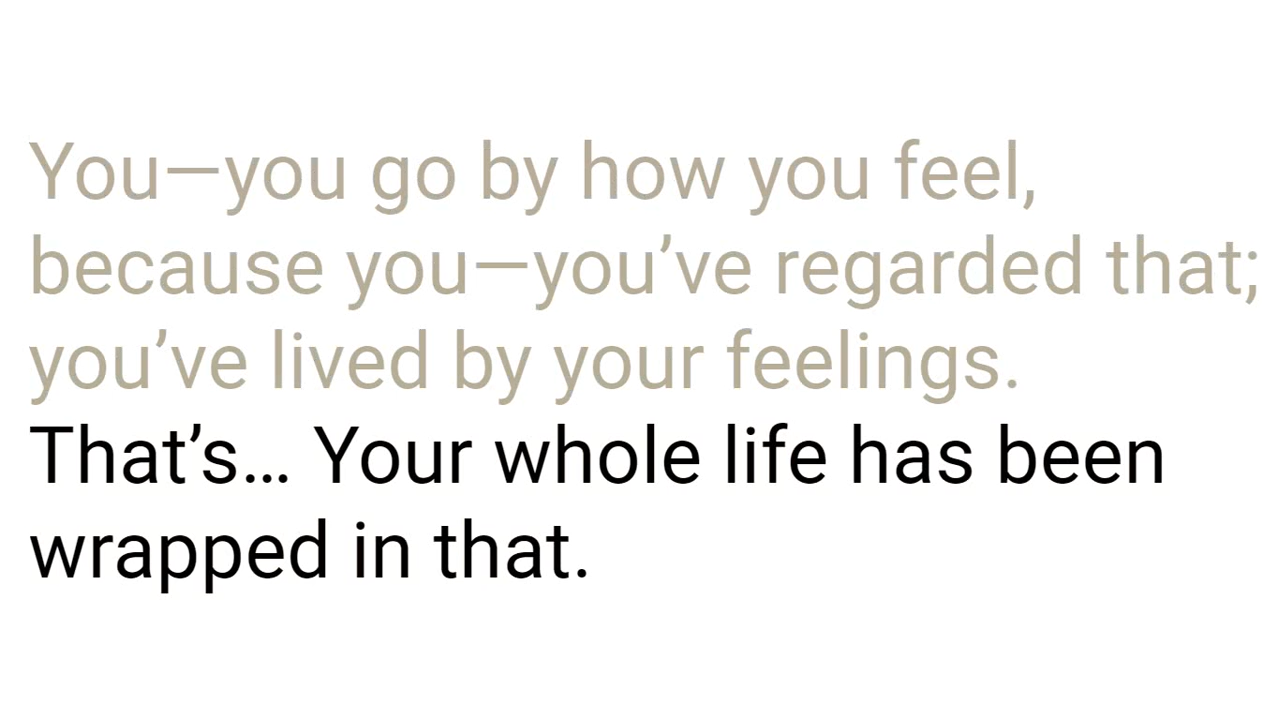 You—you go by how you feel,
because you—you’ve regarded that;
you’ve lived by your feelings.
That’s… Your whole life has been
wrapped in that.